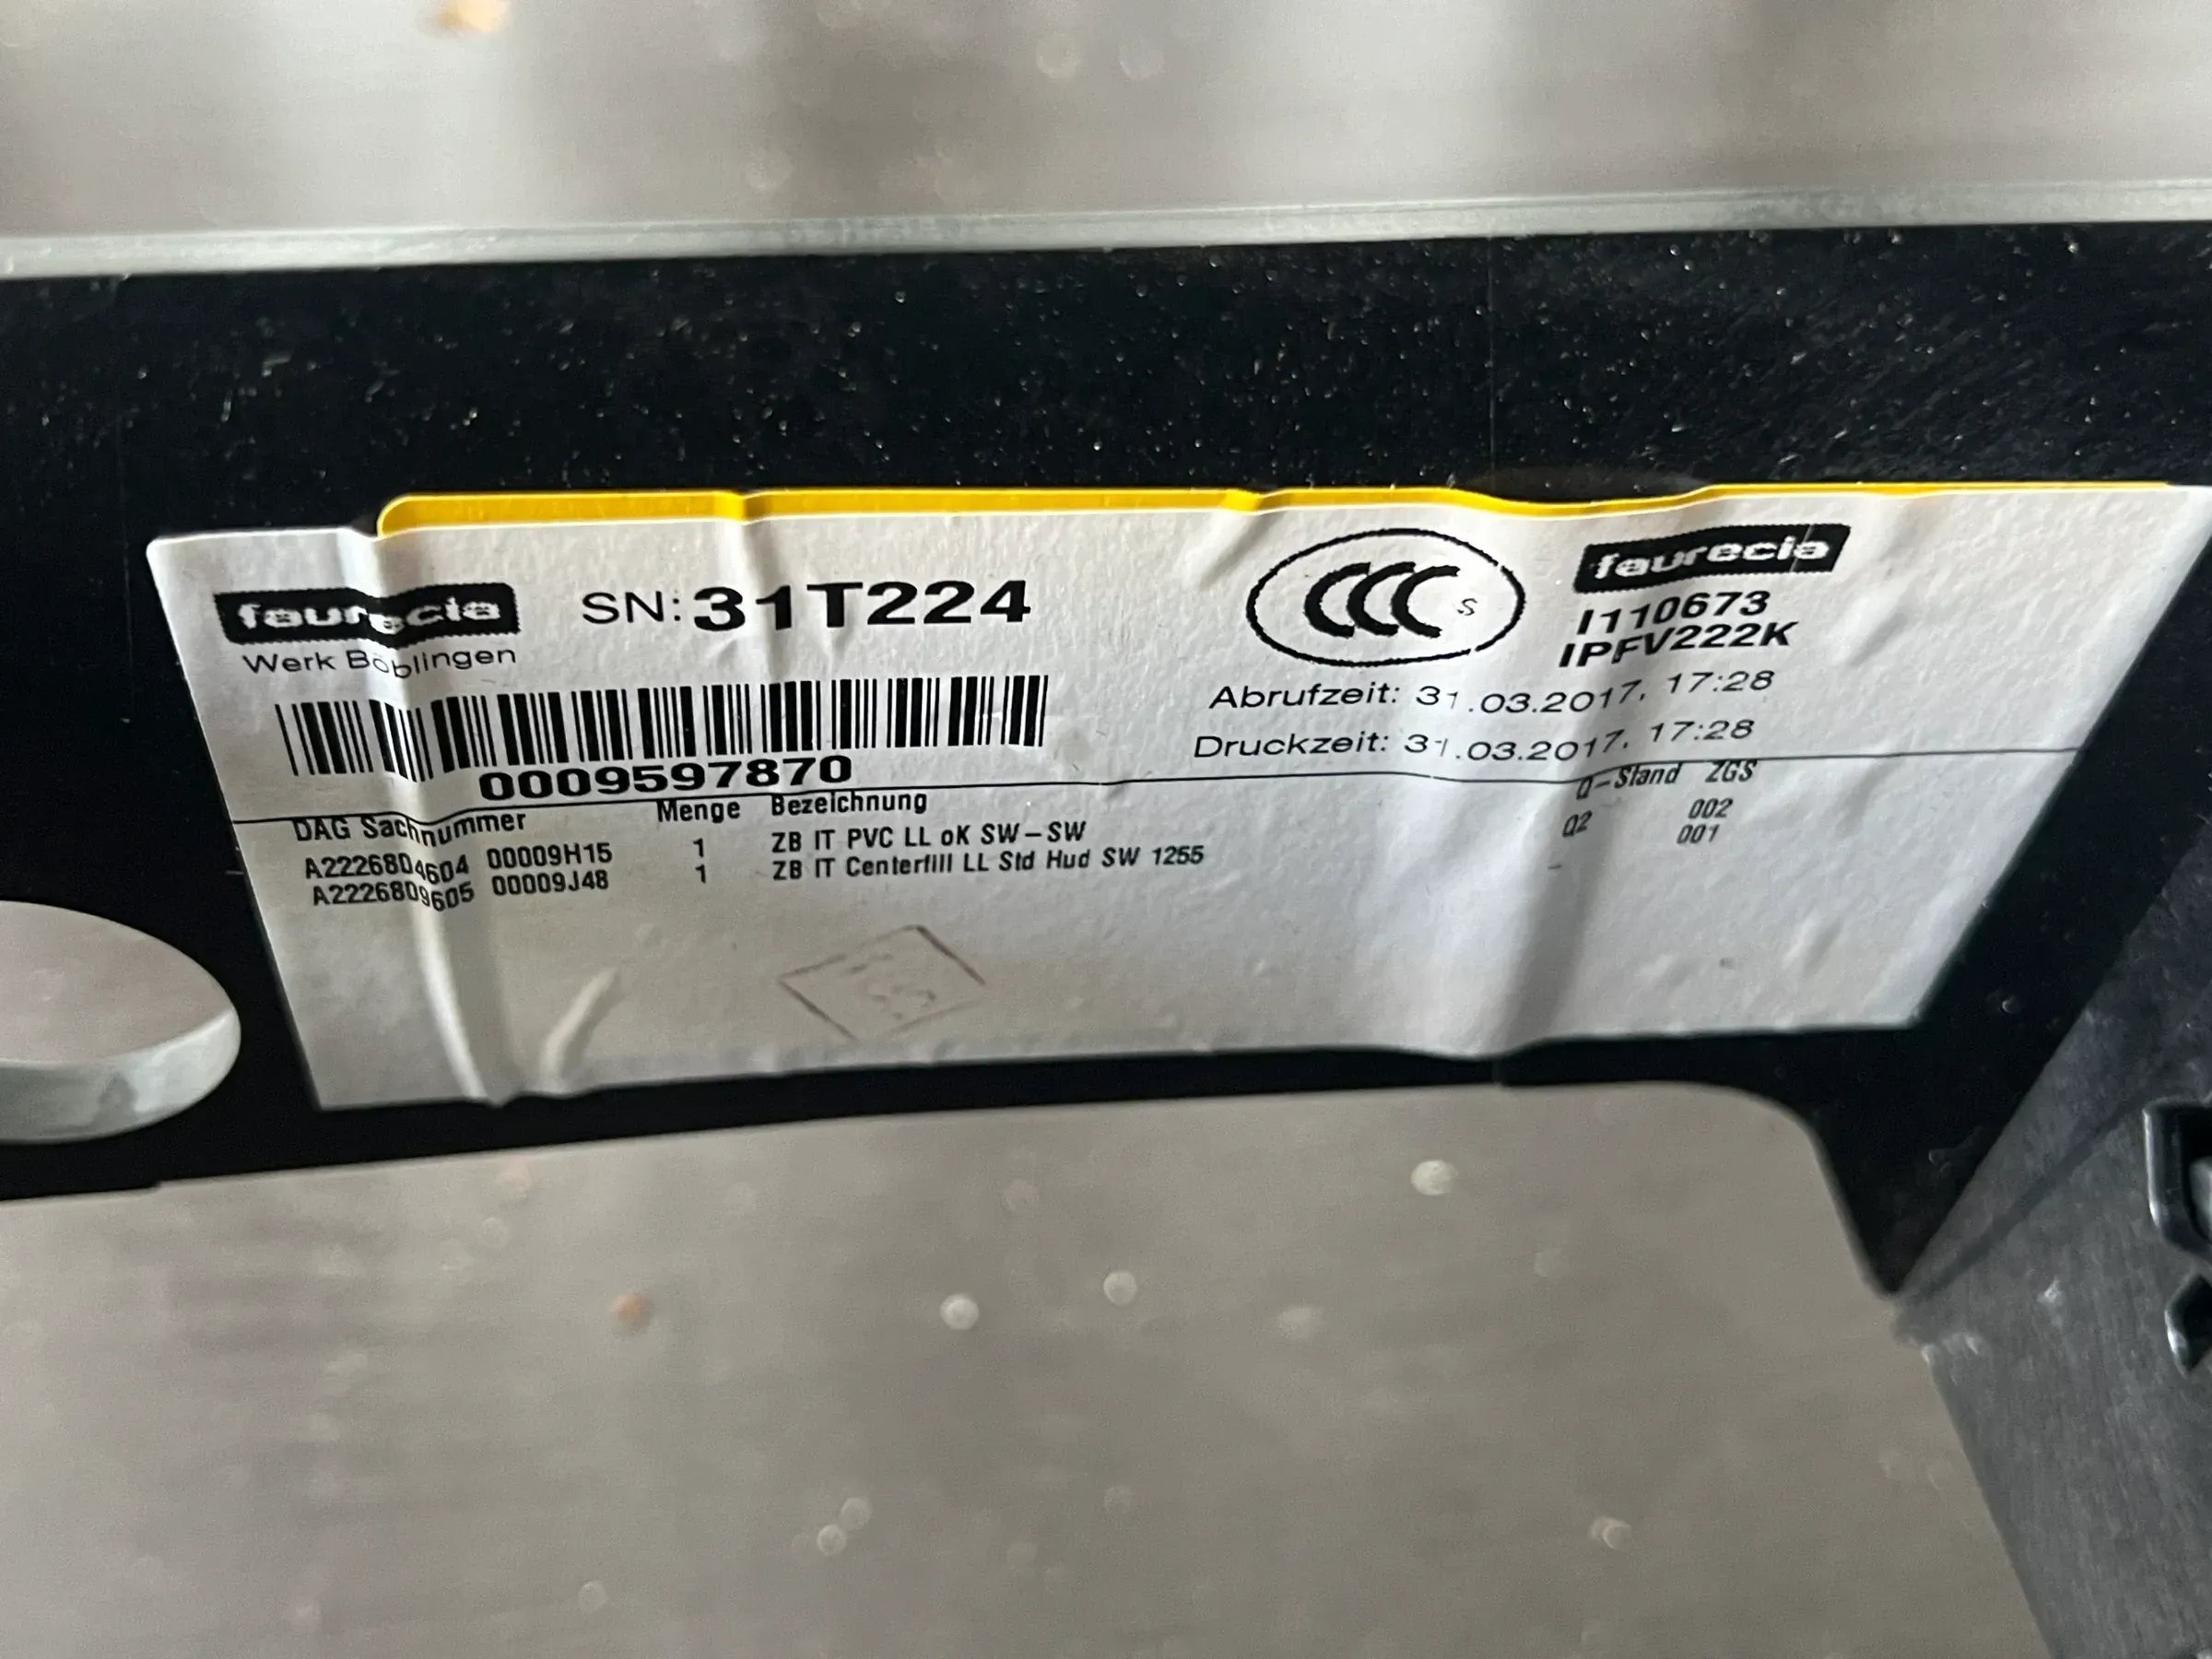 faurecia SN: 31T224
Werk Böblingen
0009597870
CCC S
faurecia
I110673
IPFV222K
Abrufzeit: 31.03.2017, 17:28
Druckzeit: 31.03.2017, 17:28
DAG Sachnummer Menge Bezeichnung Q-Stand ZGS
A2226804604 00009H15 1 ZB IT PVC LL oK SW-SW Q2 002
A2226809605 00009J48 1 ZB IT Centerfill LL Std Hud SW 1255 - 001